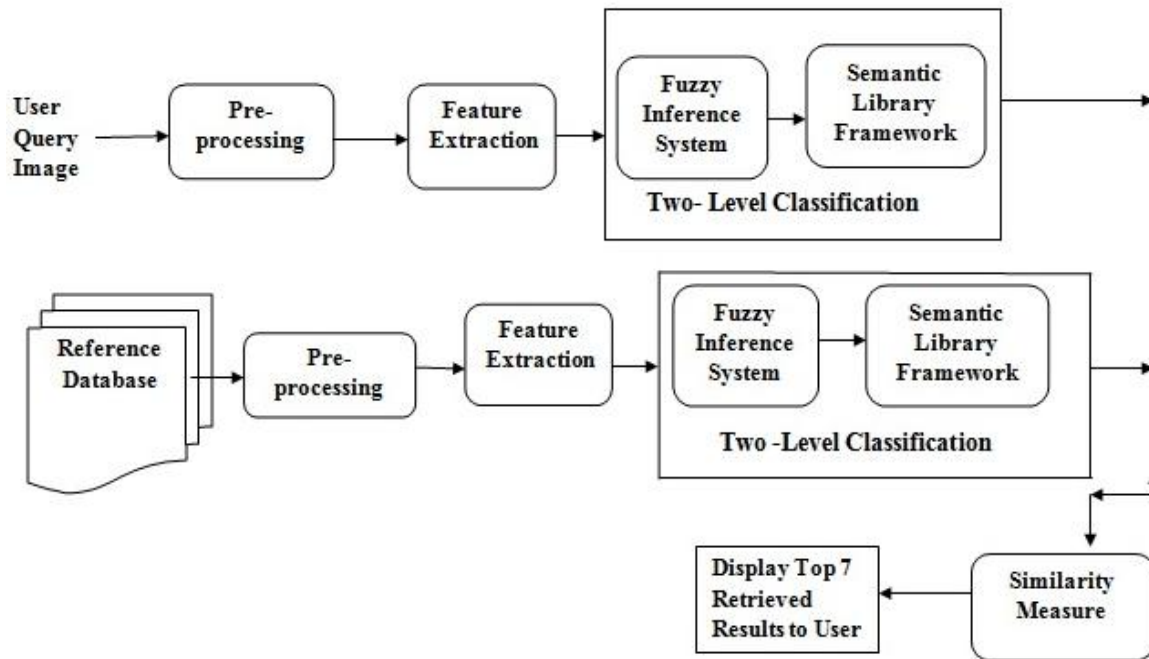 User
Query
Image
Pre-
processing
Feature
Extraction
Fuzzy
Inference
System
Semantic
Library
Framework
Two- Level Classification
Reference
Database
Pre-
processing
Feature
Extraction
Fuzzy
Inference
System
Semantic
Library
Framework
Two -Level Classification
Similarity
Measure
Display Top 7
Retrieved
Results to User